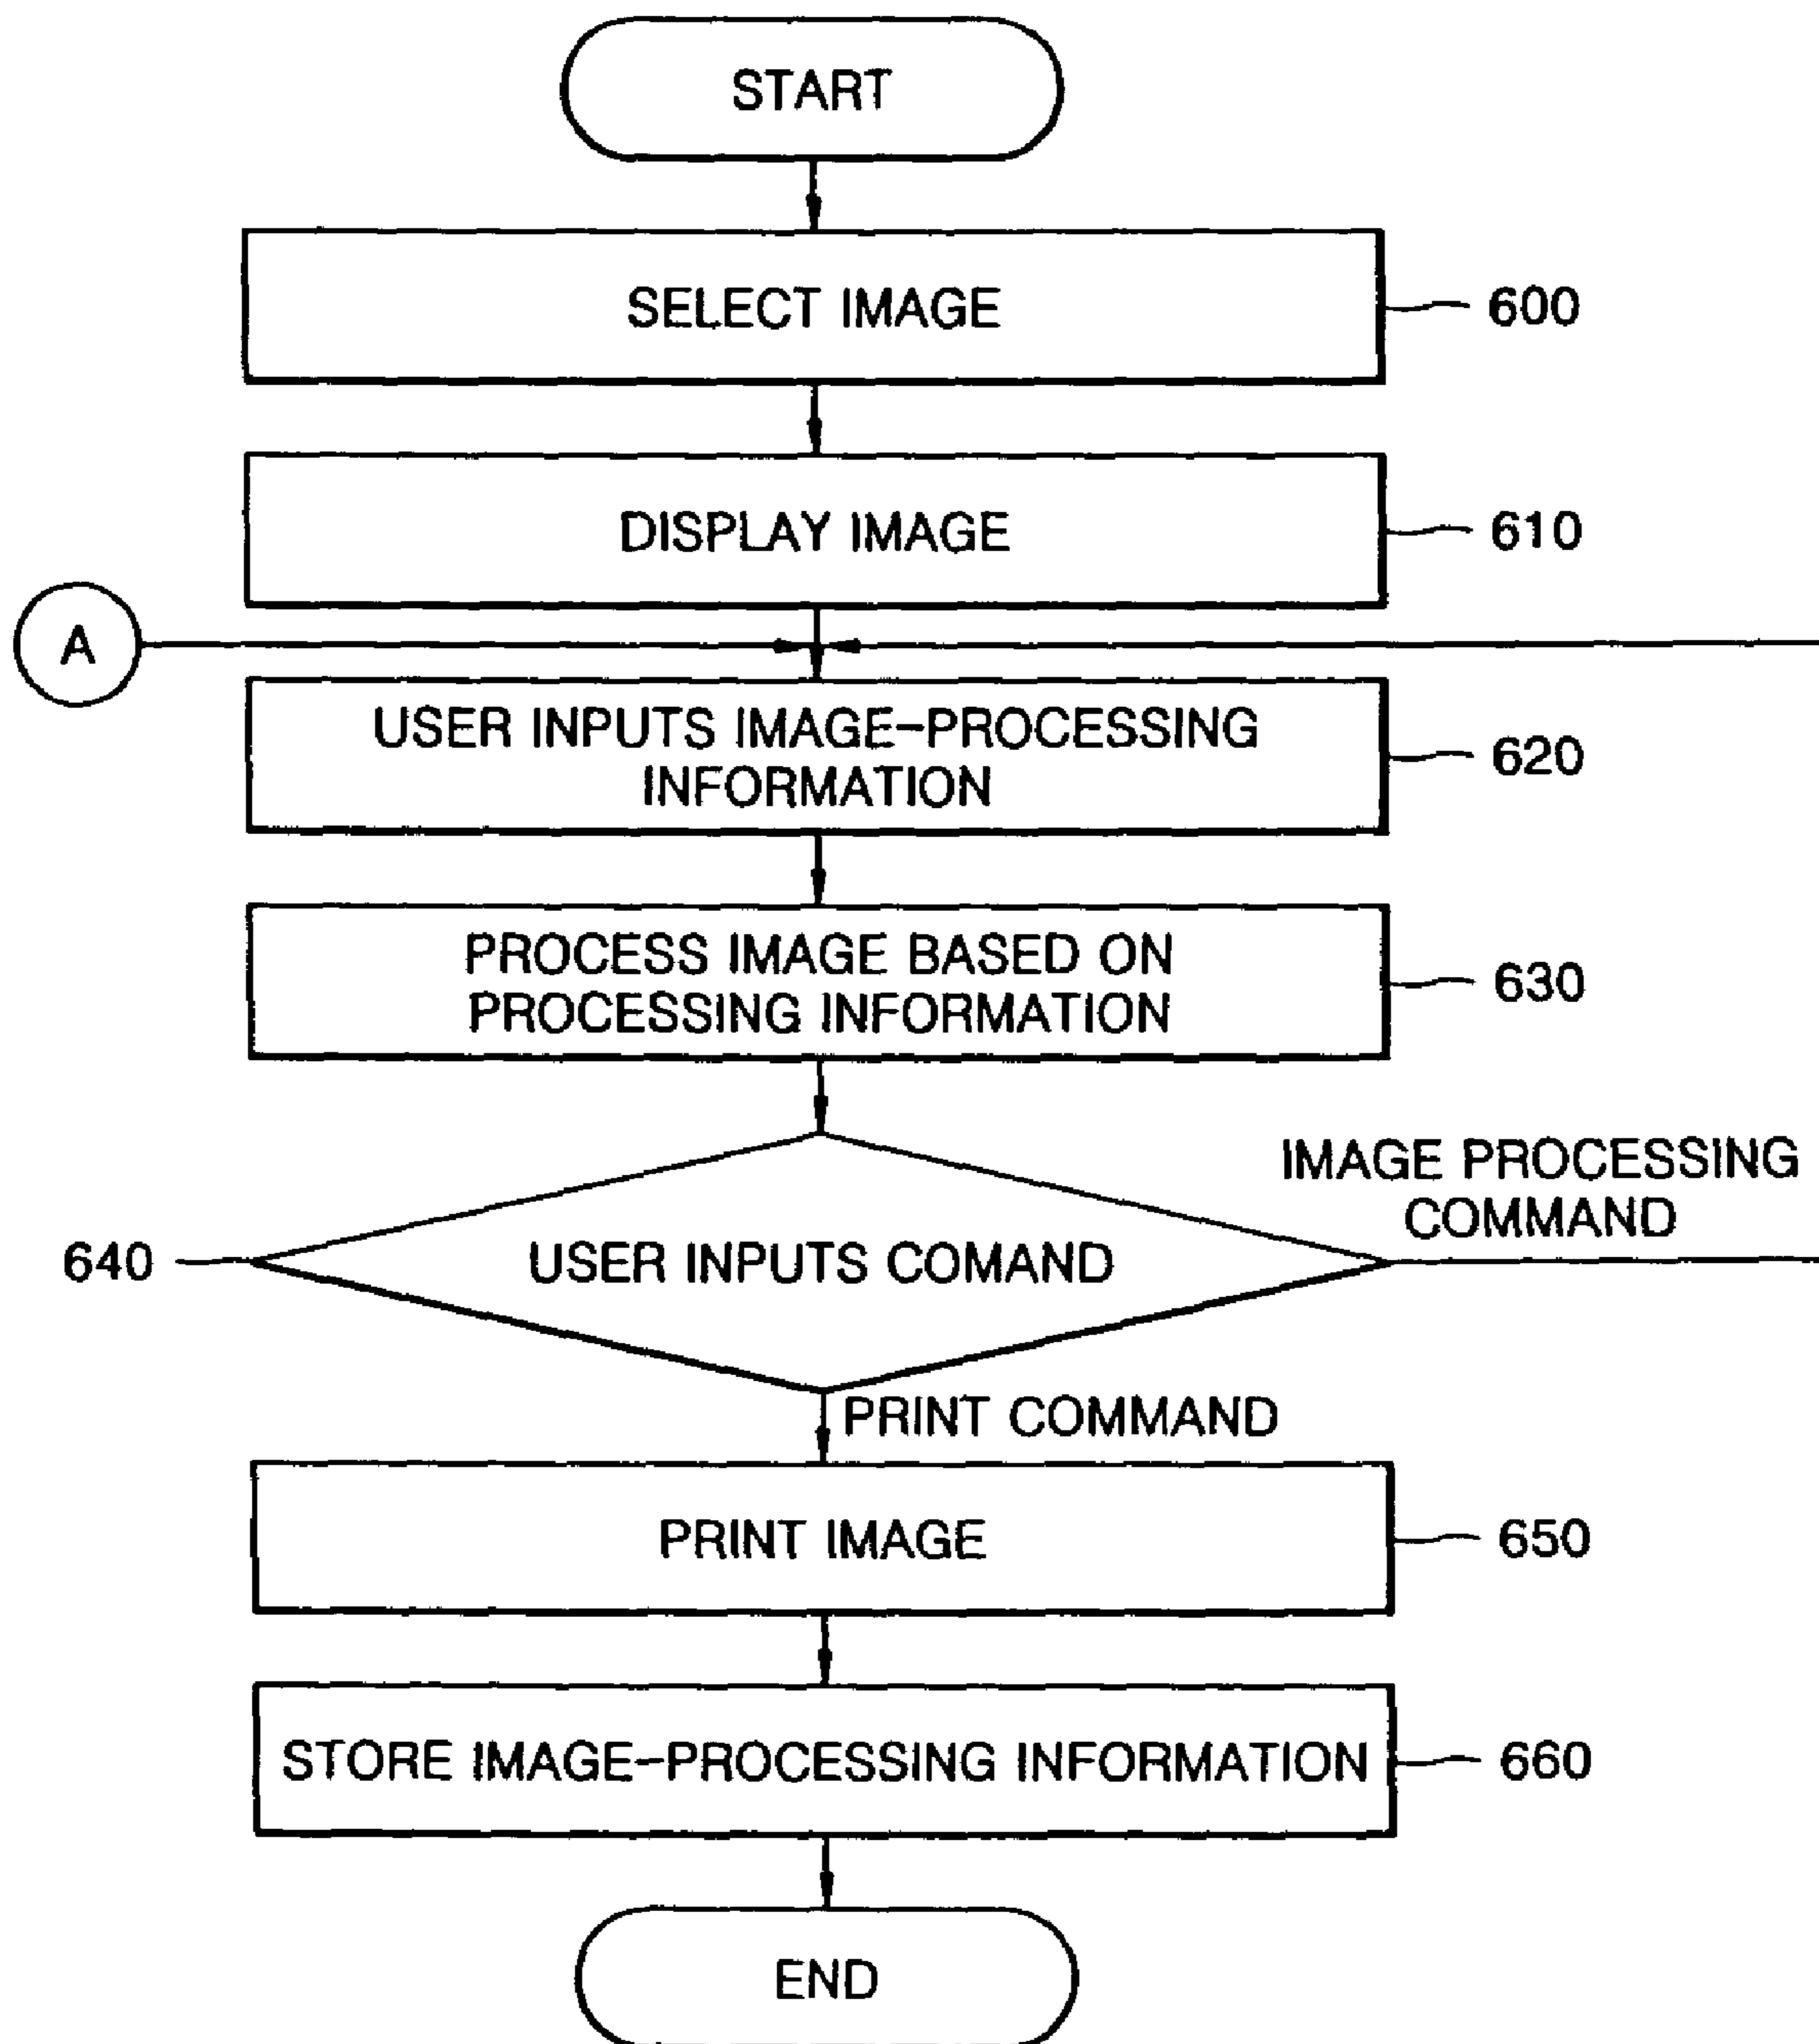 START
SELECT IMAGE
600
DISPLAY IMAGE
610
A
USER INPUTS IMAGE-PROCESSING
INFORMATION
620
PROCESS IMAGE BASED ON
PROCESSING INFORMATION
630
IMAGE PROCESSING
COMMAND
640
USER INPUTS COMAND
PRINT COMMAND
PRINT IMAGE
650
STORE IMAGE-PROCESSING INFORMATION
660
END